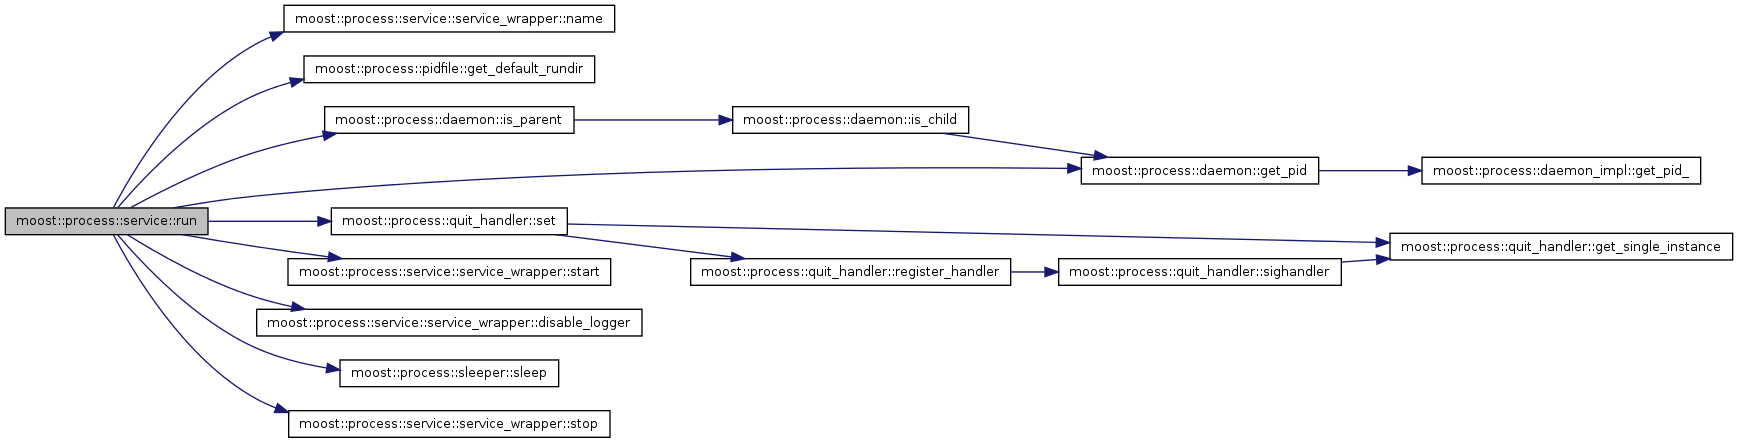 moost::process::service::service_wrapper::name
moost::process::pidfile::get_default_rundir
moost::process::daemon::is_parent
moost::process::daemon::is_child
moost::process::daemon::get_pid
moost::process::daemon_impl::get_pid_
moost::process::service::run
moost::process::quit_handler::set
moost::process::quit_handler::get_single_instance
moost::process::service::service_wrapper::start
moost::process::quit_handler::register_handler
moost::process::quit_handler::sighandler
moost::process::service::service_wrapper::disable_logger
moost::process::sleeper::sleep
moost::process::service::service_wrapper::stop